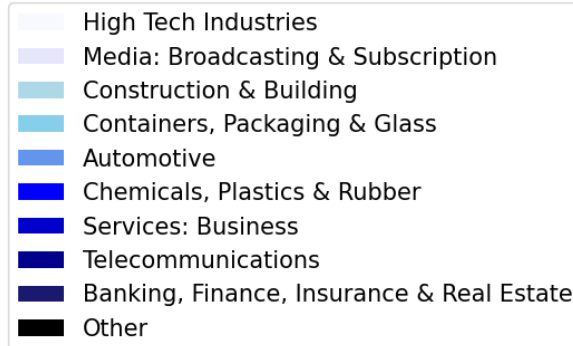 High Tech Industries
Media: Broadcasting & Subscription
Construction & Building
Containers, Packaging & Glass
Automotive
Chemicals, Plastics & Rubber
Services: Business
Telecommunications
Banking, Finance, Insurance & Real Estate
Other